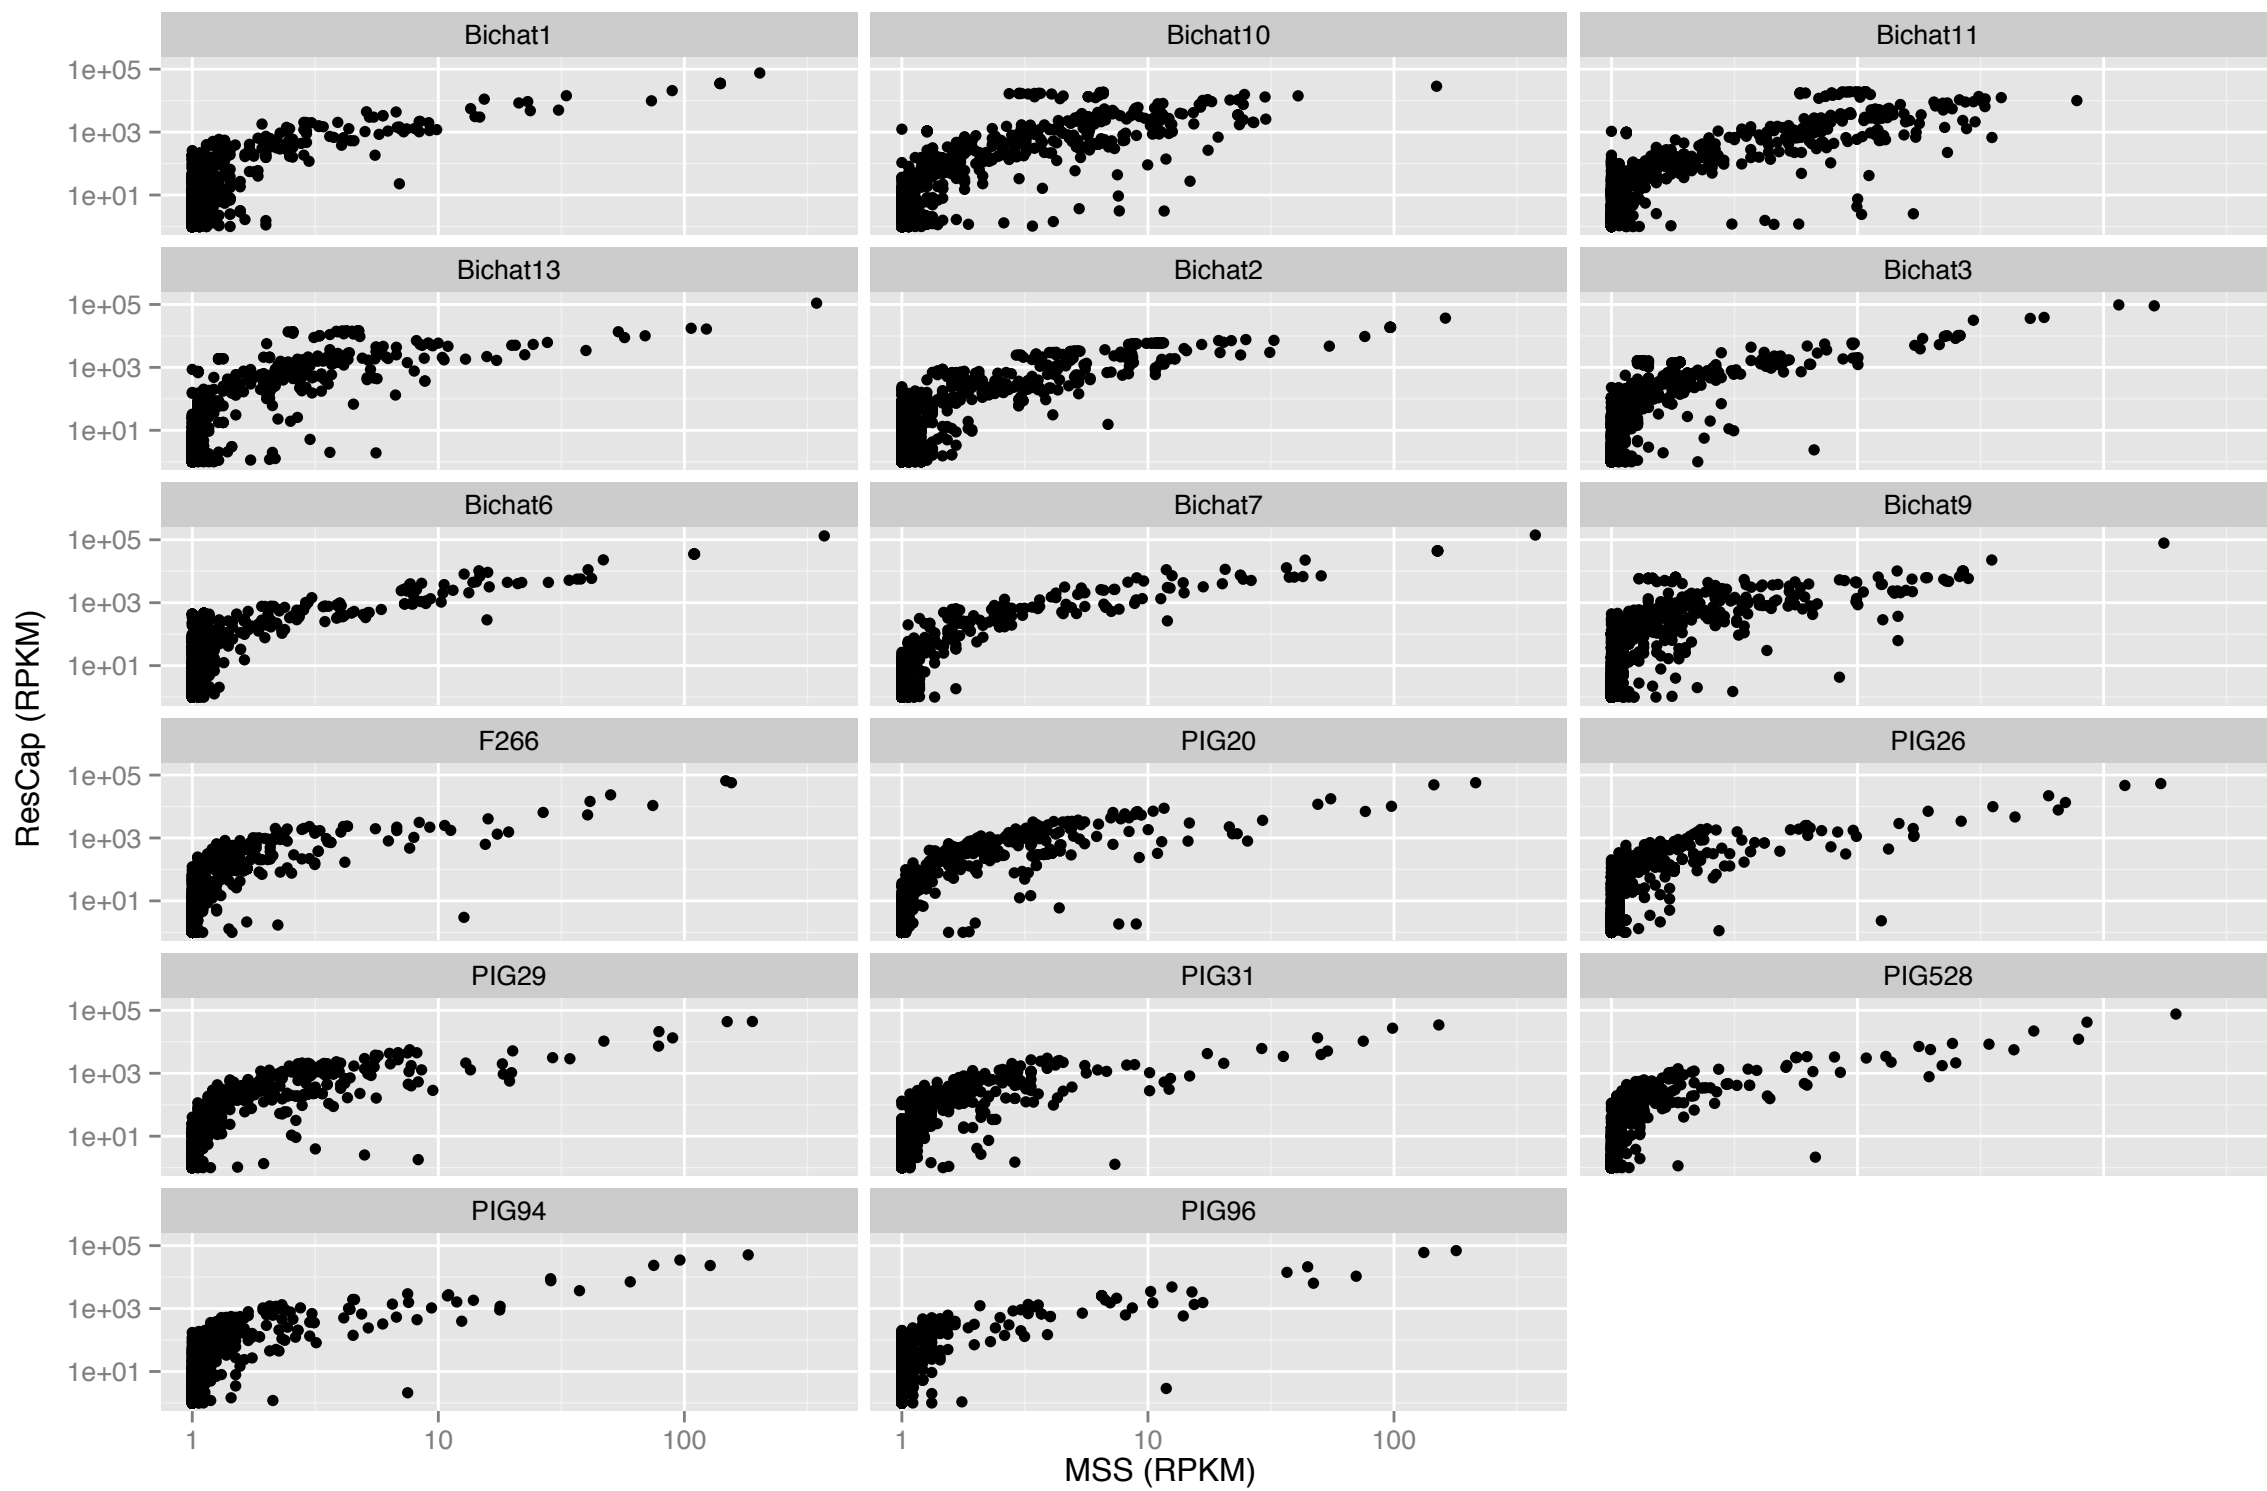 Bichat1 Bichat10 Bichat11
1e+05
1e+03
1e+01
Bichat13 Bichat2 Bichat3
1e+05
1e+03
1e+01
Bichat6 Bichat7 Bichat9
1e+05
1e+03
1e+01
F266 PIG20 PIG26
1e+05
1e+03
1e+01
PIG29 PIG31 PIG528
1e+05
1e+03
1e+01
PIG94 PIG96
1e+05
1e+03
1e+01
1 10 100 1 10 100
MSS (RPKM)
ResCap (RPKM)